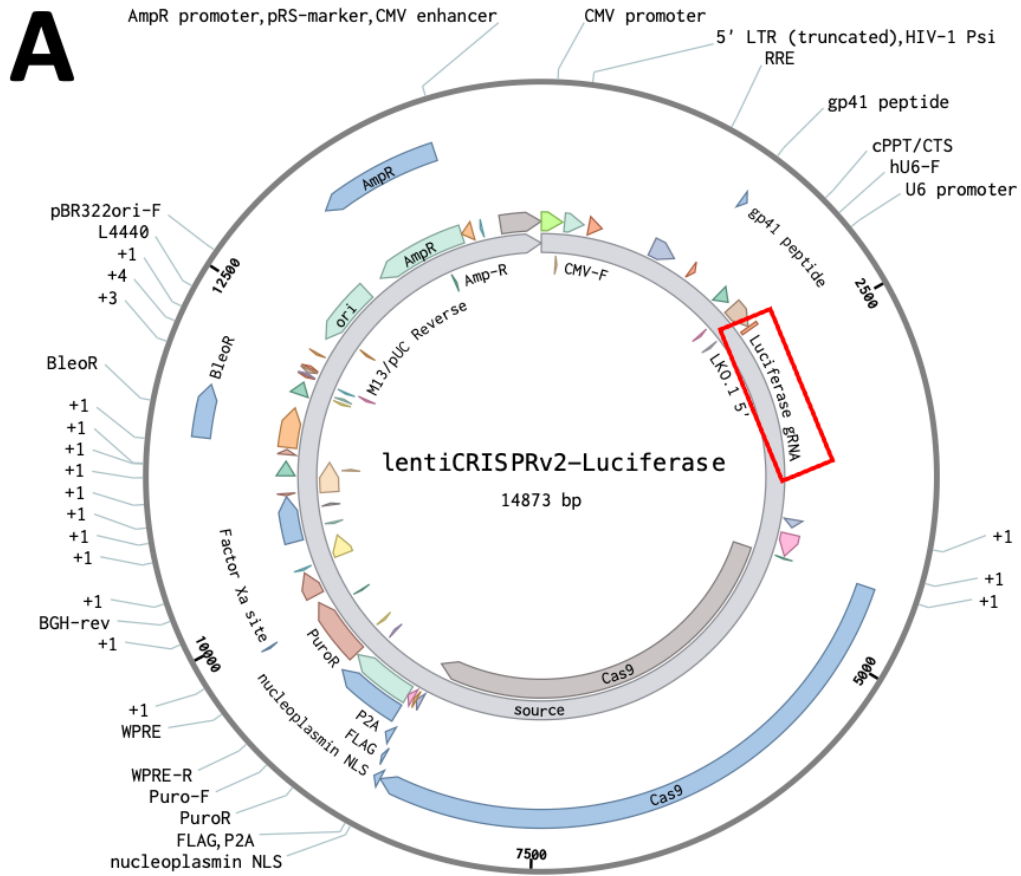 A
AmpR promoter,pRS-marker,CMV enhancer
CMV promoter
5' LTR (truncated),HIV-1 Psi
RRE
gp41 peptide
cPPT/CTS
hU6-F
U6 promoter
AmpR
gp41 peptide
2500
pBR322ori-F
L4440
+1
+4
+3
12500
AmpR
Amp-R
CMV-F
ori
M13/pUC Reverse
BleoR
BleoR
LKO.1 5'
Luciferase gRNA
+1
+1
+1
+1
+1
+1
+1
+1
lentiCRISPRv2-Luciferase
14873 bp
+1
+1
+1
Factor Xa site
+1
BGH-rev
+1
10000
PuroR
Cas9
source
5000
nucleoplasmin NLS
P2A
FLAG
+1
WPRE
WPRE-R
Puro-F
PuroR
FLAG,P2A
nucleoplasmin NLS
Cas9
7500